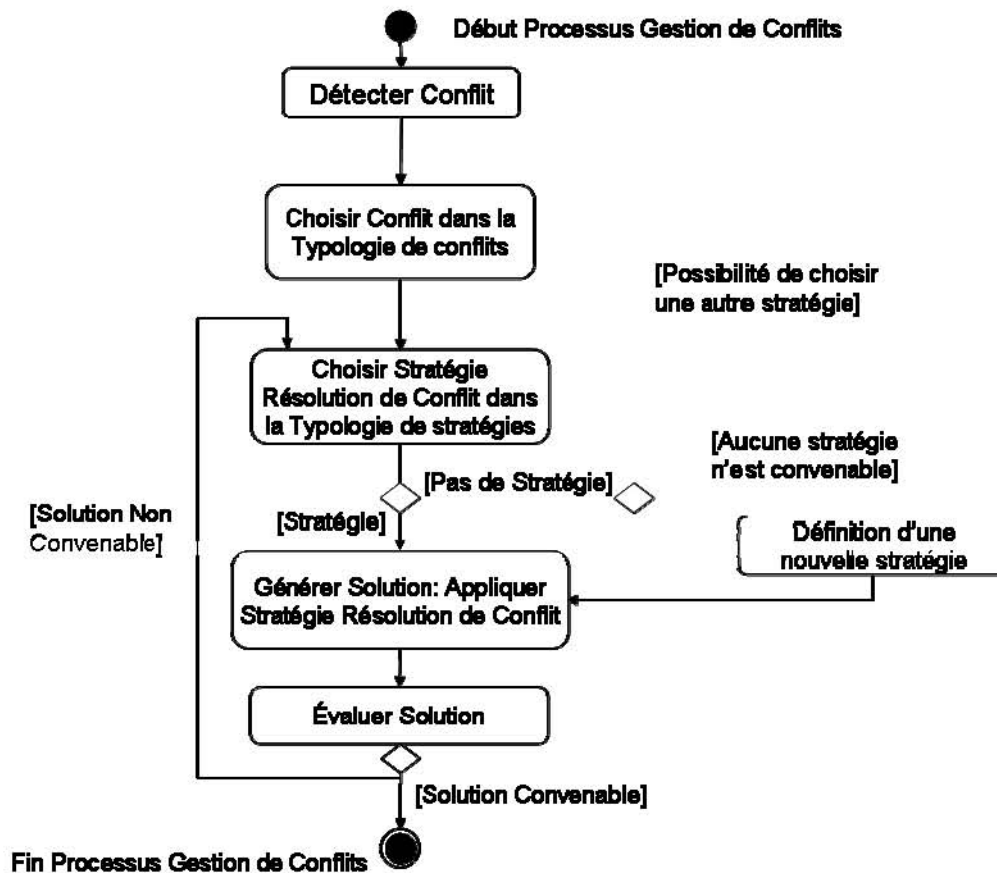 Début Processus Gestion de Conflits
Détecter Conflit
Choisir Conflit dans la
Typologie de conflits
[Possibilité de choisir
une autre stratégie]
Choisir Stratégie
Résolution de Conflit dans
la Typologie de stratégies
[Aucune stratégie
n'est convenable]
[Pas de Stratégie]
[Stratégie]
[Solution Non
Convenable]
Définition d'une
nouvelle stratégie
Générer Solution: Appliquer
Stratégie Résolution de Conflit
Évaluer Solution
[Solution Convenable]
Fin Processus Gestion de Conflits